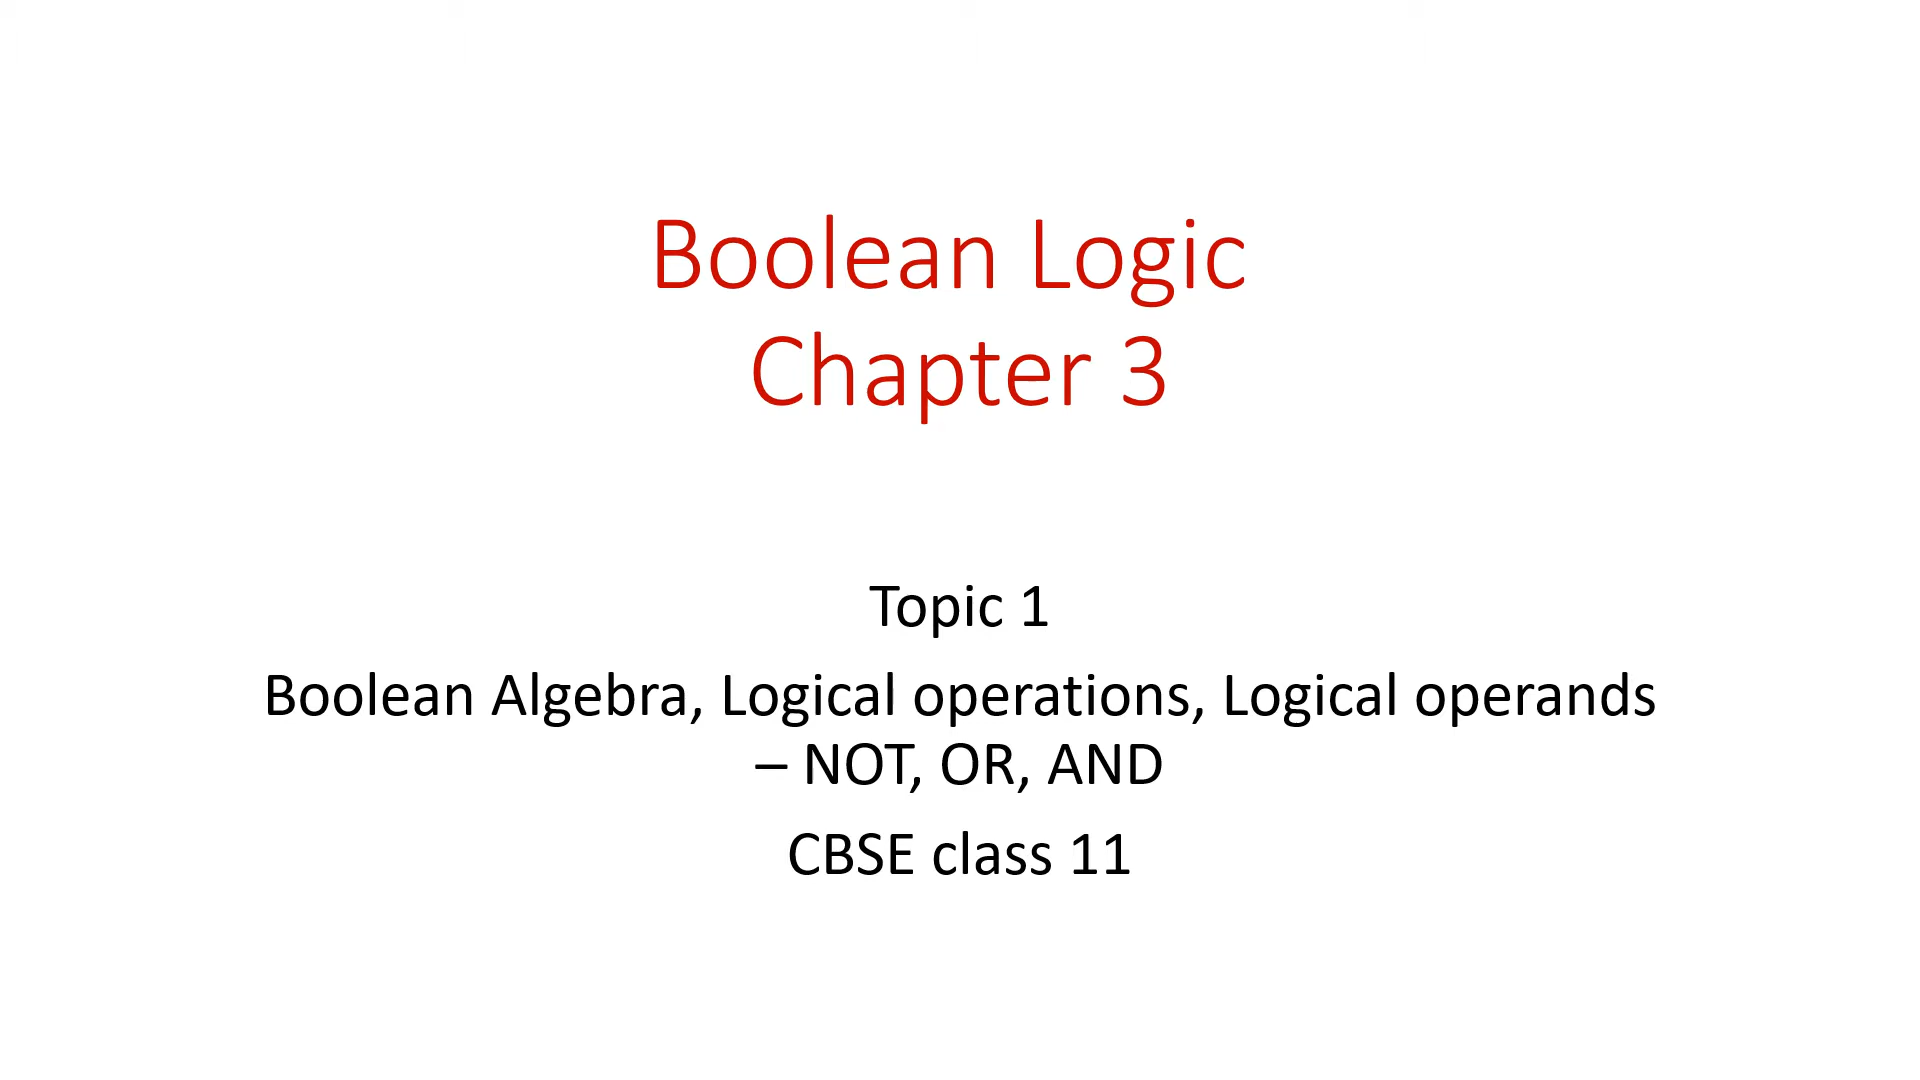 Boolean Logic
Chapter 3
Topic 1
Boolean Algebra, Logical operations, Logical operands
– NOT, OR, AND
CBSE class 11